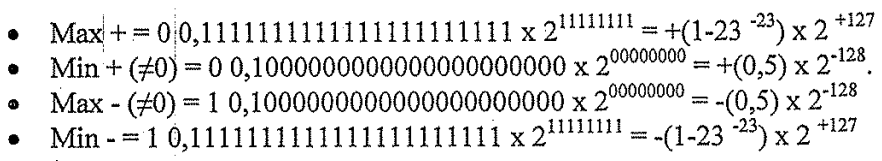 • Max + = 0 0,11111111111111111111111 x 2^11111111 = +(1-23 ^-23) x 2 ^+127
• Min + (≠0) = 0 0,10000000000000000000000 x 2^00000000 = +(0,5) x 2^-128.
• Max - (≠0) = 1 0,10000000000000000000000 x 2^00000000 = -(0,5) x 2^-128
• Min - = 1 0,11111111111111111111111 x 2^11111111 = -(1-23 ^-23) x 2 ^+127